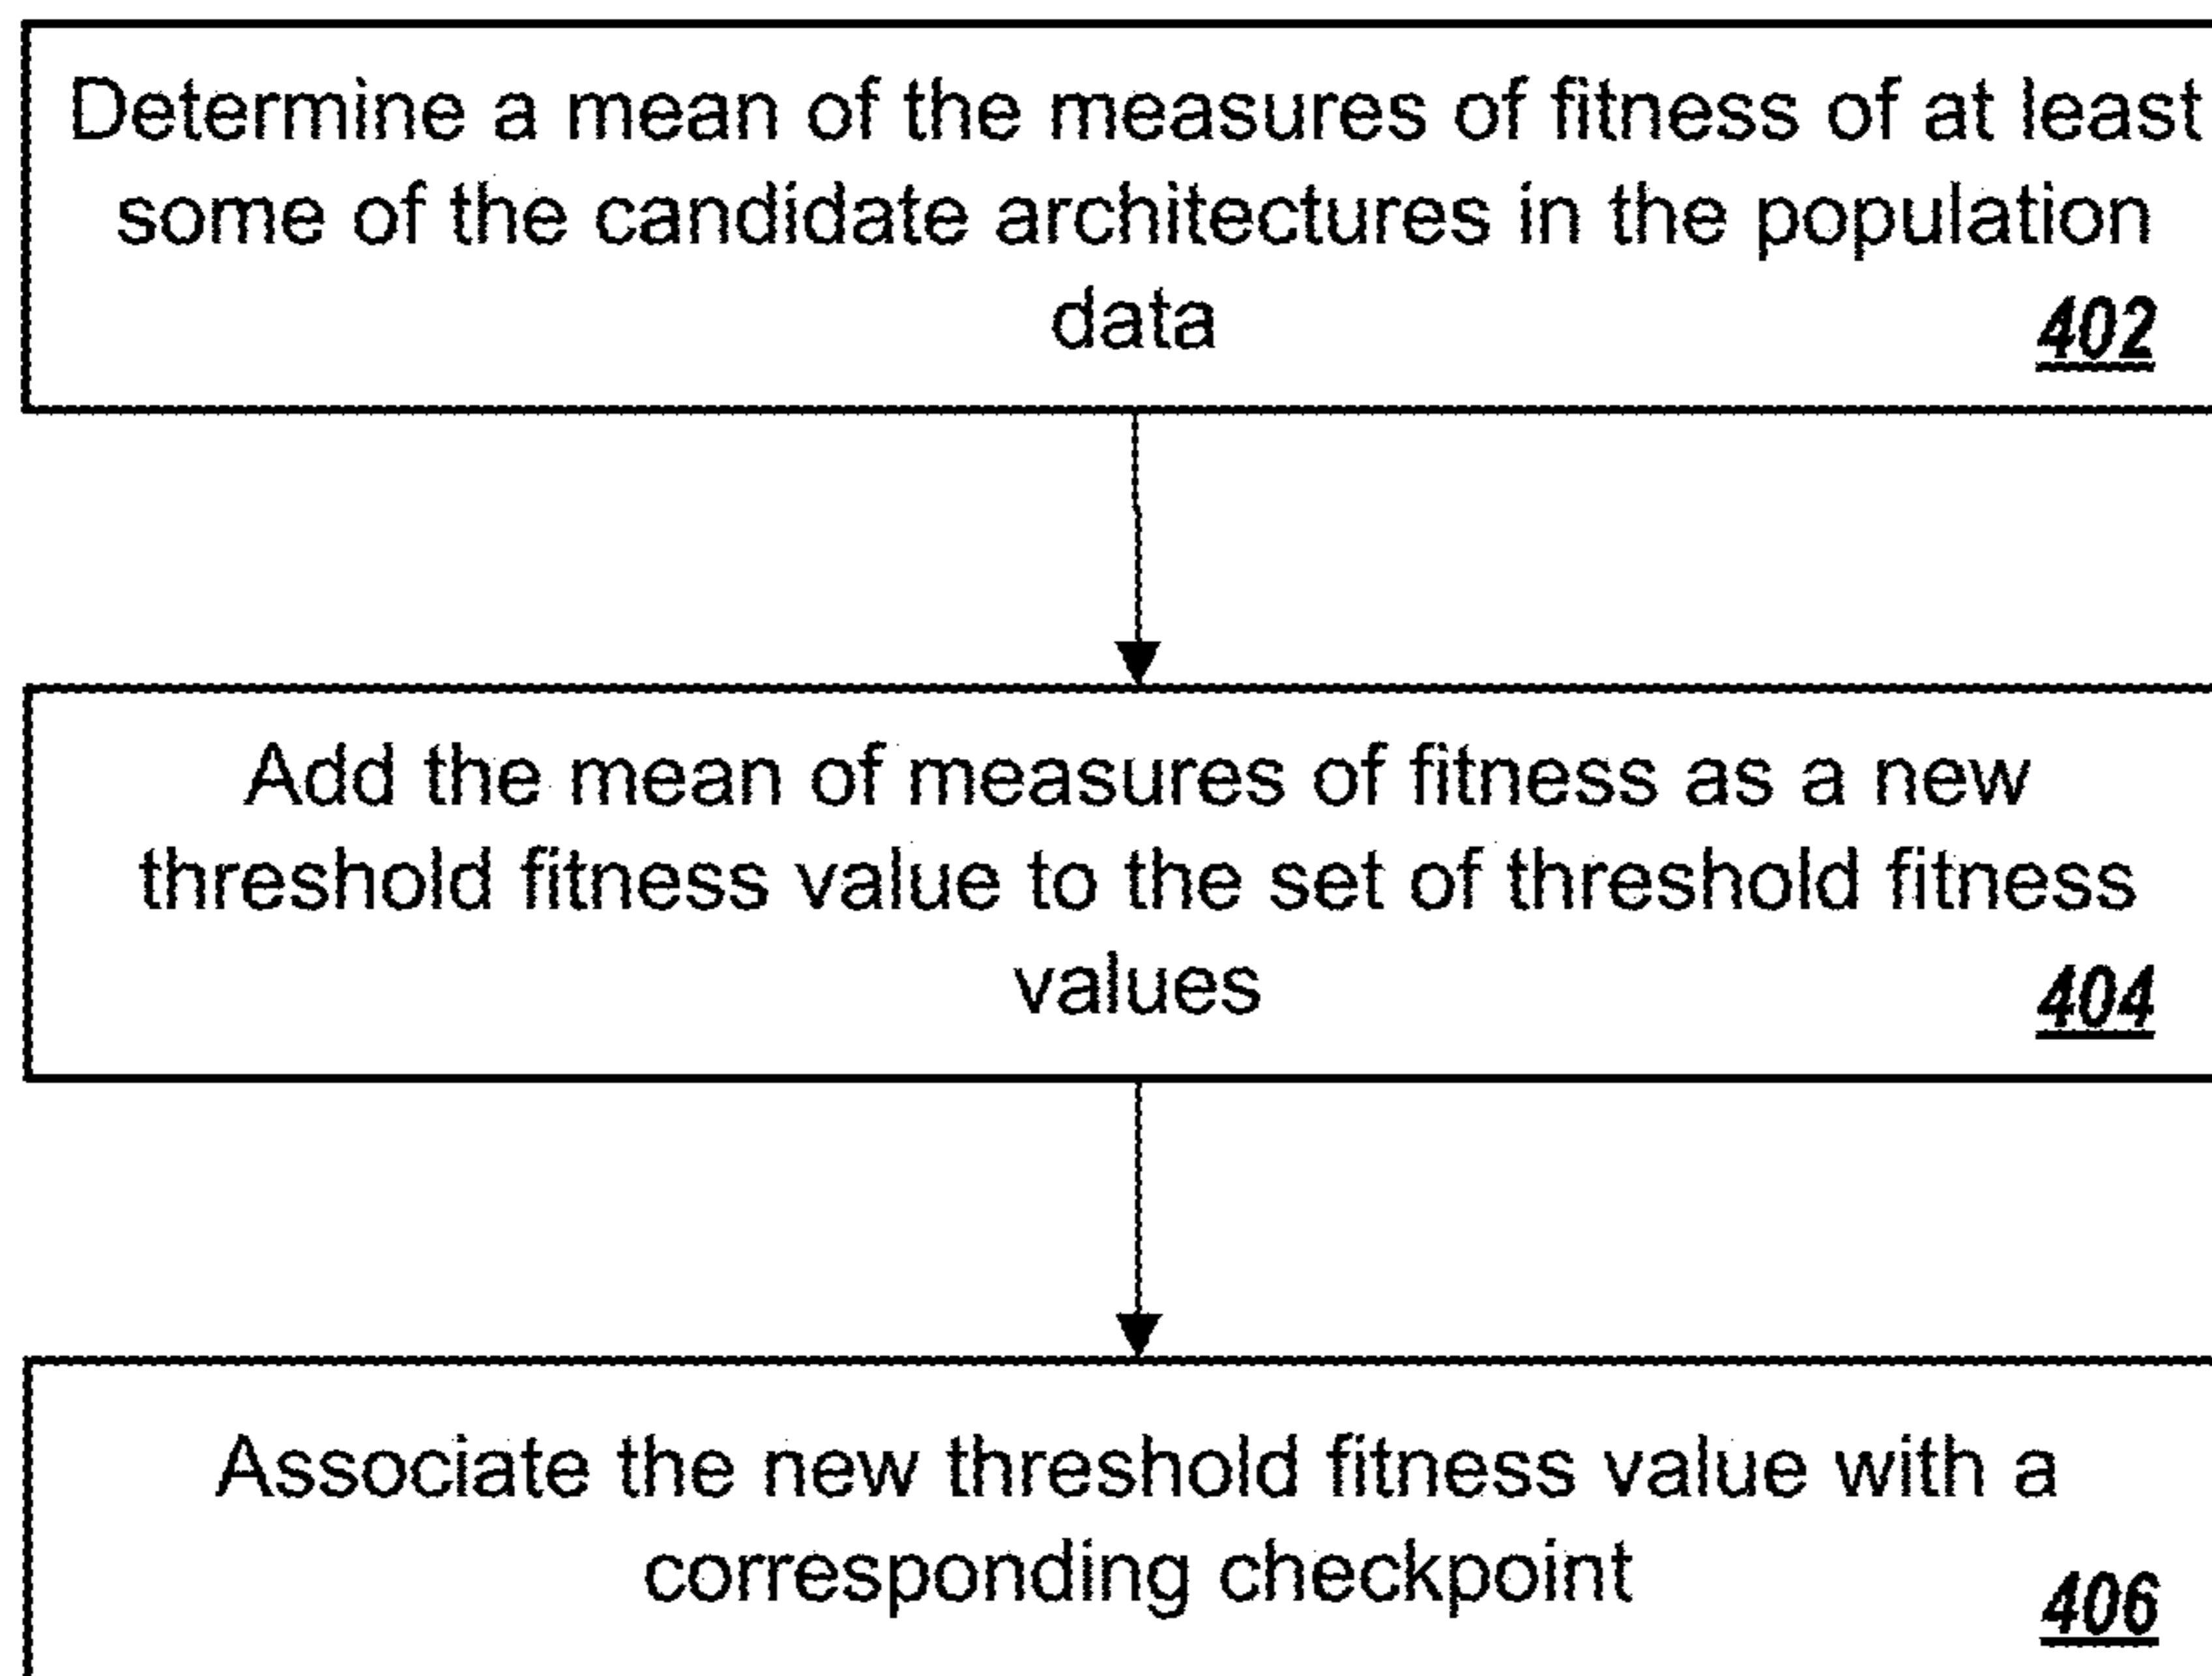 Determine a mean of the measures of fitness of at least
some of the candidate architectures in the population
data
402
Add the mean of measures of fitness as a new
threshold fitness value to the set of threshold fitness
values
404
Associate the new threshold fitness value with a
corresponding checkpoint
406